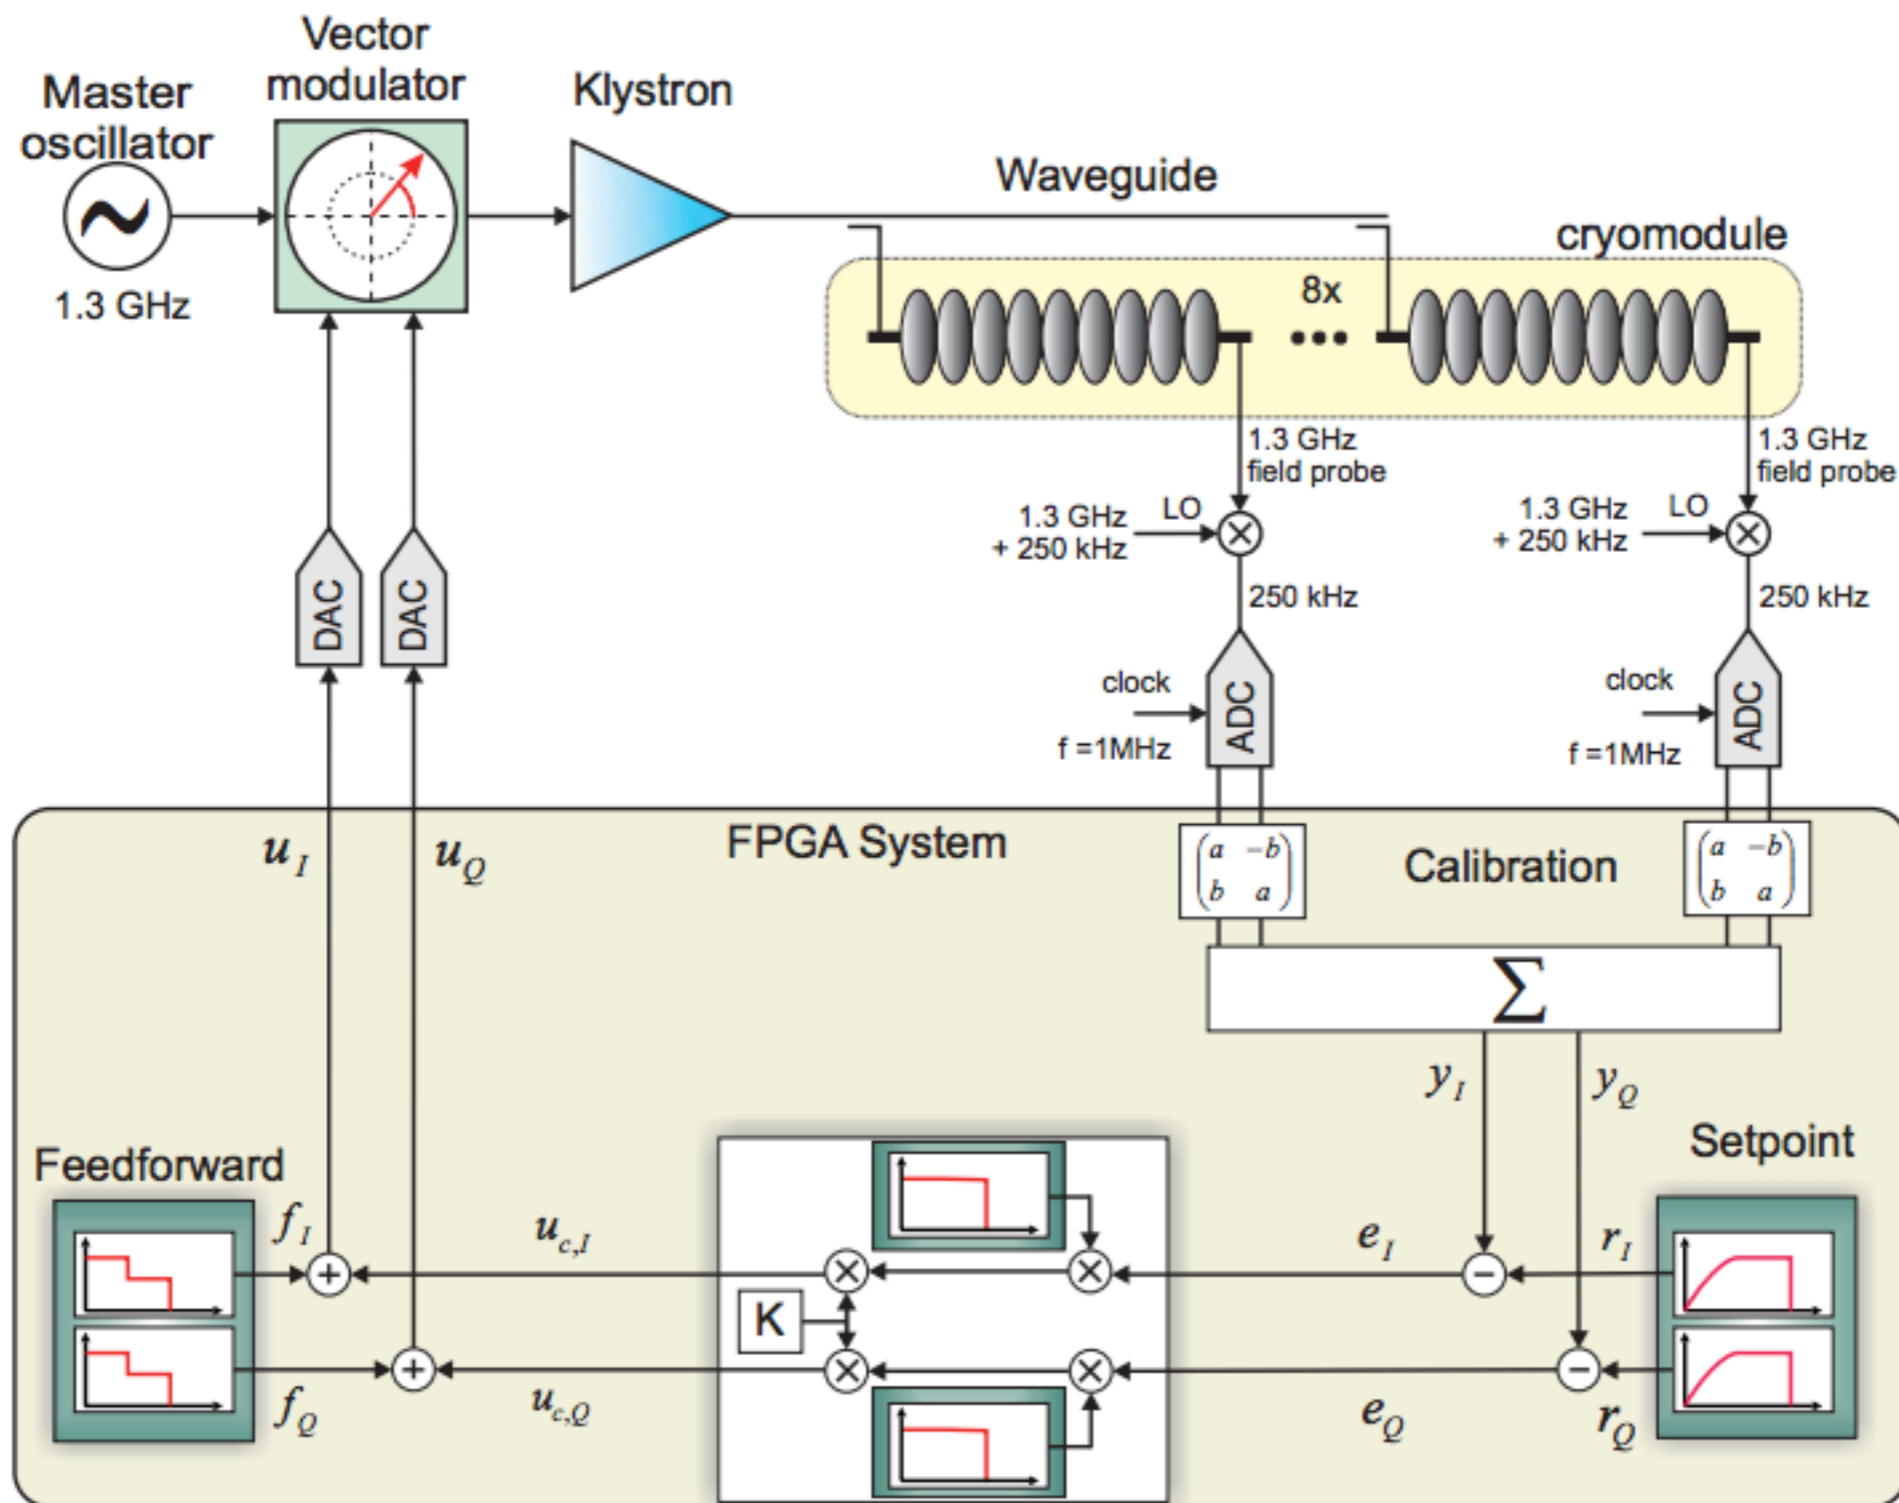 Vector
modulator
Master
oscillator
1.3 GHz
Klystron
Waveguide
cryomodule
8x
1.3 GHz
field probe
1.3 GHz
field probe
LO
1.3 GHz
+ 250 kHz
LO
1.3 GHz
+ 250 kHz
250 kHz
250 kHz
DAC
DAC
clock
f =1MHz
ADC
clock
f =1MHz
ADC
FPGA System
u_I
u_Q
a -b
b a
Calibration
a -b
b a
∑
y_I
y_Q
Feedforward
Setpoint
f_I
u_{c,I}
e_I
r_I
K
f_Q
u_{c,Q}
e_Q
r_Q